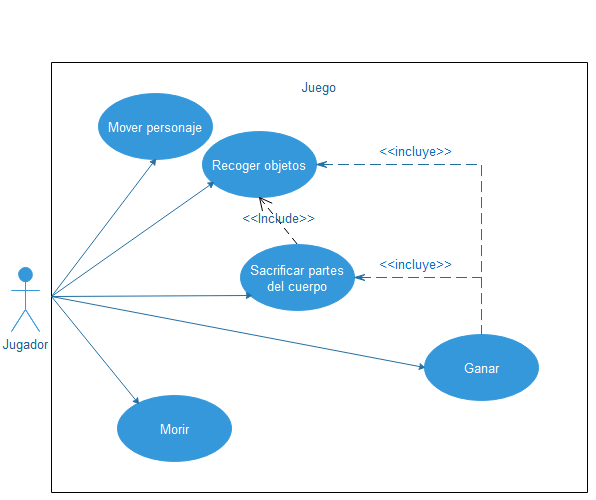 Juego
Mover personaje
<<incluye>>
Recoger objetos
<<Include>>
<<incluye>>
Sacrificar partes
del cuerpo
Jugador
Ganar
Morir